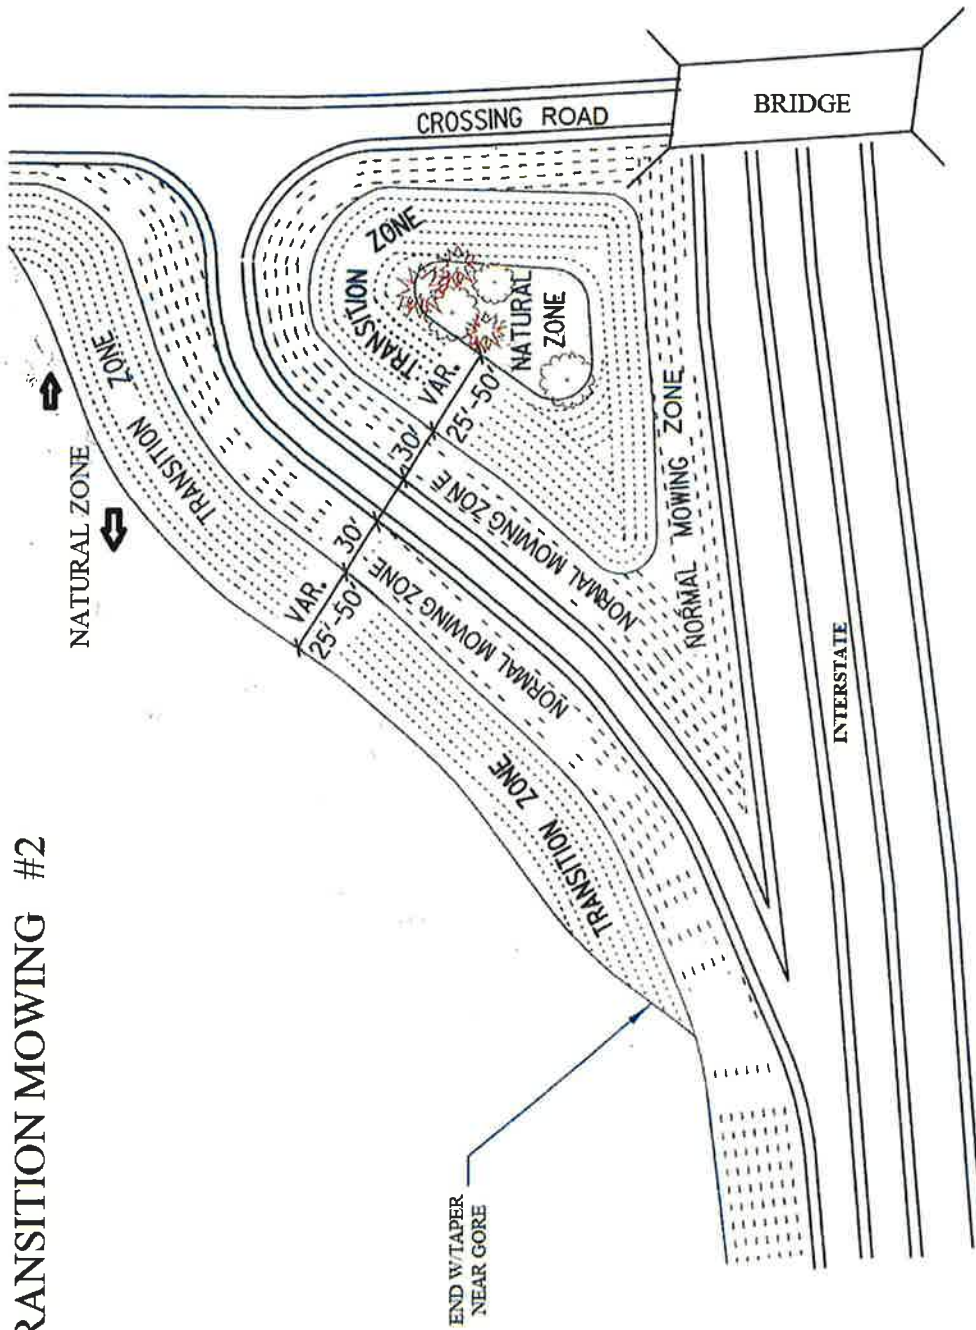 RANSITION MOWING #2
NATURAL ZONE
TRANSITION ZONE
VAR.
25'-50'
30'
NORMAL MOWING ZONE
TRANSITION ZONE
END W/TAPER
NEAR GORE
CROSSING ROAD
BRIDGE
TRANSITION ZONE
NATURAL
ZONE
VAR.
25'-50'
30'
NORMAL MOWING ZONE
NORMAL MOWING ZONE
INTERSTATE